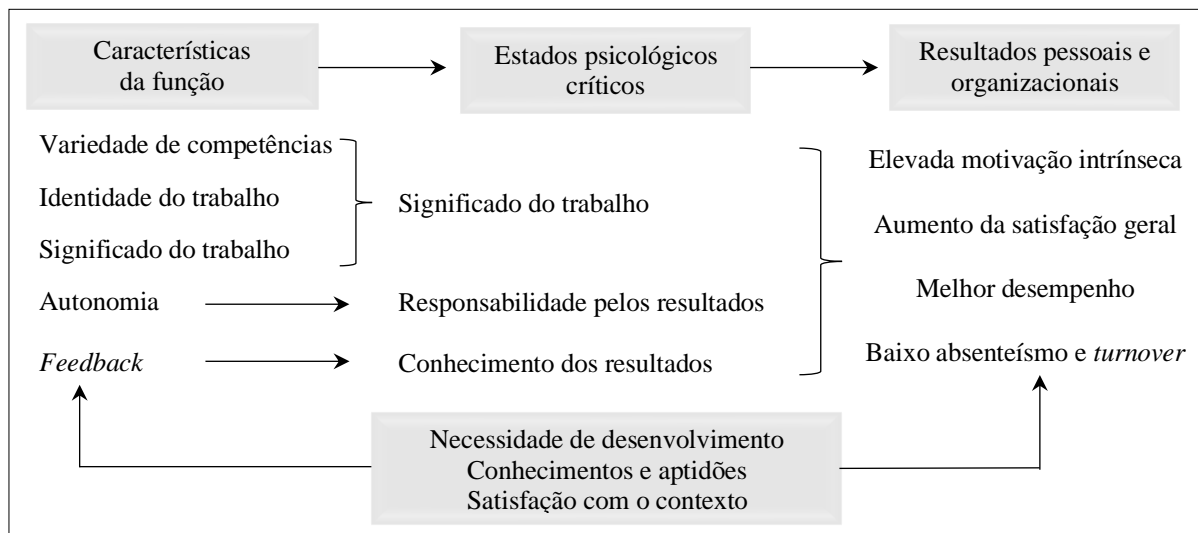 Características
da função
Estados psicológicos
críticos
Resultados pessoais e
organizacionais
Variedade de competências
Identidade do trabalho
Significado do trabalho
Autonomia
Feedback
Significado do trabalho
Responsabilidade pelos resultados
Conhecimento dos resultados
Elevada motivação intrínseca
Aumento da satisfação geral
Melhor desempenho
Baixo absenteísmo e turnover
Necessidade de desenvolvimento
Conhecimentos e aptidões
Satisfação com o contexto